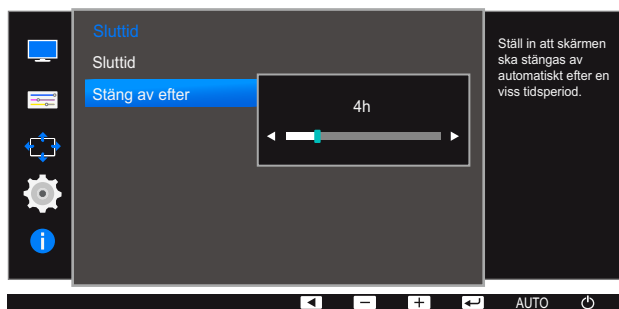 Sluttid
Sluttid
Stäng av efter
4h
Ställ in att skärmen
ska stängas av
automatiskt efter en
viss tidsperiod.
AUTO